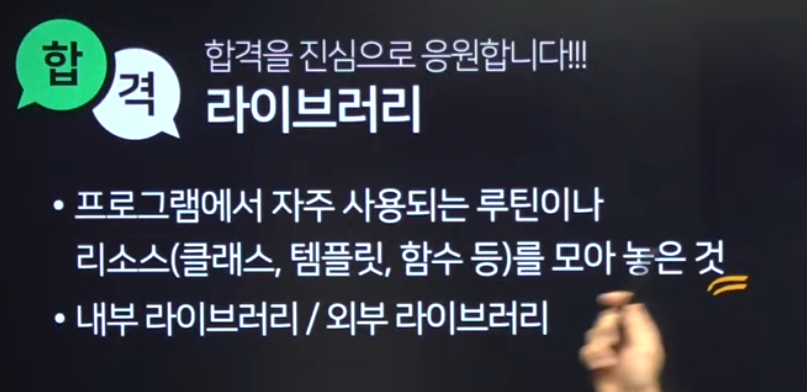 합
격
합격을 진심으로 응원합니다!!!
라이브러리
• 프로그램에서 자주 사용되는 루틴이나
리소스(클래스, 템플릿, 함수 등)를 모아 놓은 것
• 내부 라이브러리 / 외부 라이브러리